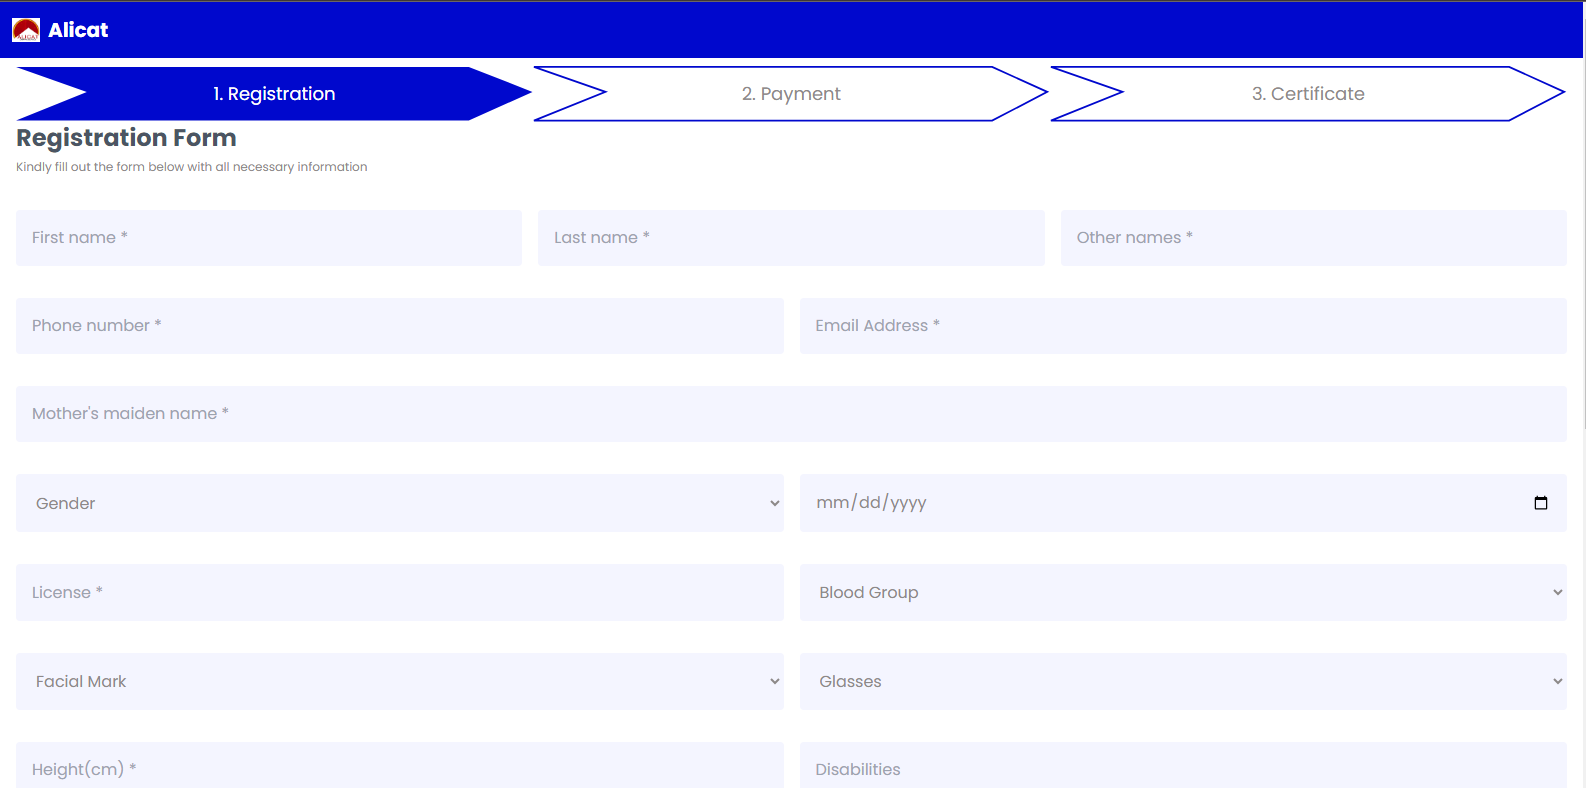 ALICAT
Alicat
1. Registration
2. Payment
3. Certificate
Registration Form
Kindly fill out the form below with all necessary information
First name *
Last name *
Other names *
Phone number *
Email Address *
Mother's maiden name *
Gender
mm/dd/yyyy
License *
Blood Group
Facial Mark
Glasses
Height(cm) *
Disabilities